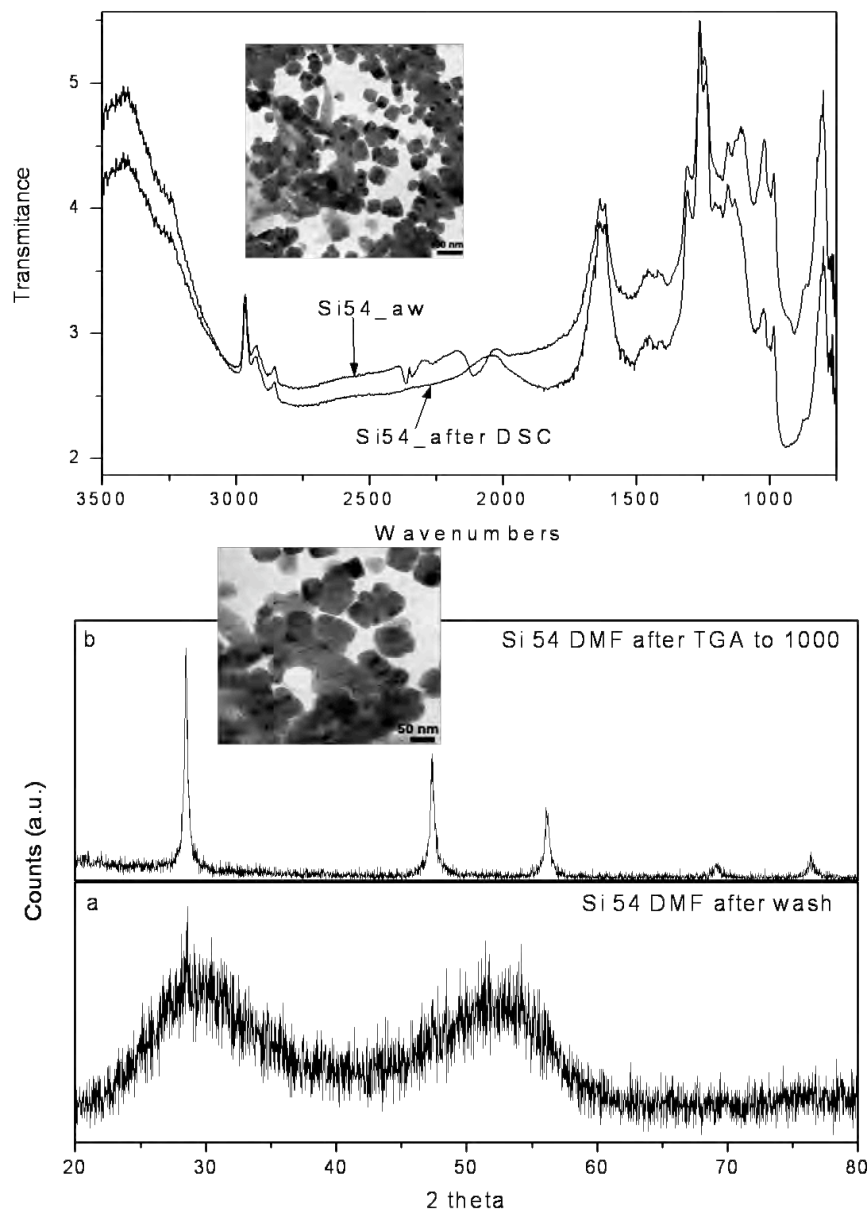 5
4
3
2
Transmitance
Si54_aw
Si54_after DSC
3500 3000 2500 2000 1500 1000
Wavenumbers
50 nm
b
Si 54 DMF after TGA to 1000
a
Si 54 DMF after wash
Counts (a.u.)
20 30 40 50 60 70 80
2 theta